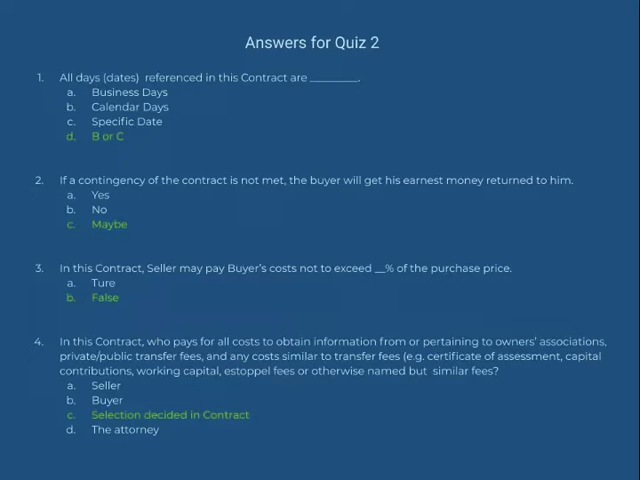 Answers for Quiz 2
1. All days (dates) referenced in this Contract are ________.
a. Business Days
b. Calendar Days
c. Specific Date
d. B or C
2. If a contingency of the contract is not met, the buyer will get his earnest money returned to him.
a. Yes
b. No
c. Maybe
3. In this Contract, Seller may pay Buyer's costs not to exceed __% of the purchase price.
a. Ture
b. False
4. In this Contract, who pays for all costs to obtain information from or pertaining to owners' associations,
private/public transfer fees, and any costs similar to transfer fees (e.g. certificate of assessment, capital
contributions, working capital, estoppel fees or otherwise named but similar fees?
a. Seller
b. Buyer
c. Selection decided in Contract
d. The attorney